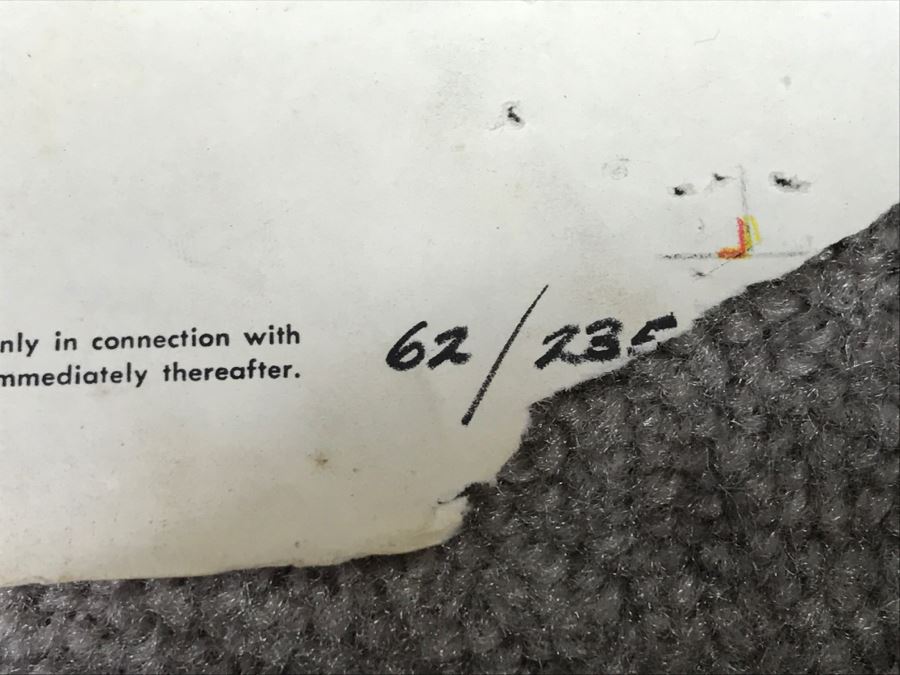 nly in connection with
mmediately thereafter.
62/235